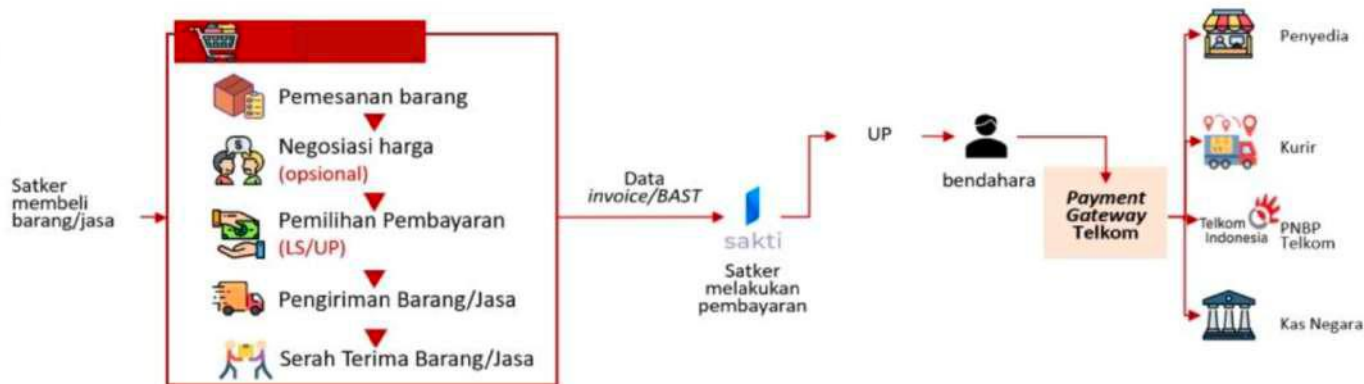 Satker
membeli
barang/jasa
Pemesanan barang
Negosiasi harga
(opsional)
Pemilihan Pembayaran
(LS/UP)
Pengiriman Barang/Jasa
Serah Terima Barang/Jasa
Data
invoice/BAST
sakti
Satker
melakukan
pembayaran
UP
bendahara
Payment
Gateway
Telkom
Penyedia
Kurir
Telkom
Indonesia
PNBP
Telkom
Kas Negara